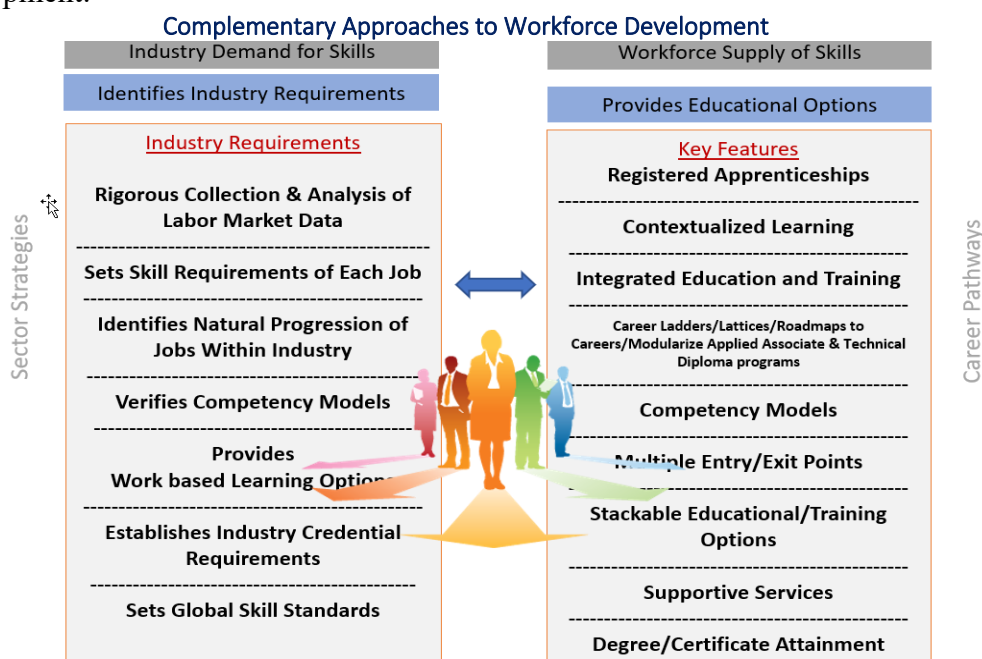 pment.
Complementary Approaches to Workforce Development
Industry Demand for Skills
Identifies Industry Requirements
Sector Strategies
Industry Requirements
Rigorous Collection & Analysis of
Labor Market Data
Sets Skill Requirements of Each Job
Identifies Natural Progression of
Jobs Within Industry
Verifies Competency Models
Provides
Work based Learning Options
Establishes Industry Credential
Requirements
Sets Global Skill Standards
Workforce Supply of Skills
Provides Educational Options
Key Features
Registered Apprenticeships
Contextualized Learning
Integrated Education and Training
Career Ladders/Lattices/Roadmaps to
Careers/Modularize Applied Associate & Technical
Diploma programs
Competency Models
Multiple Entry/Exit Points
Stackable Educational/Training
Options
Supportive Services
Degree/Certificate Attainment
Career Pathways